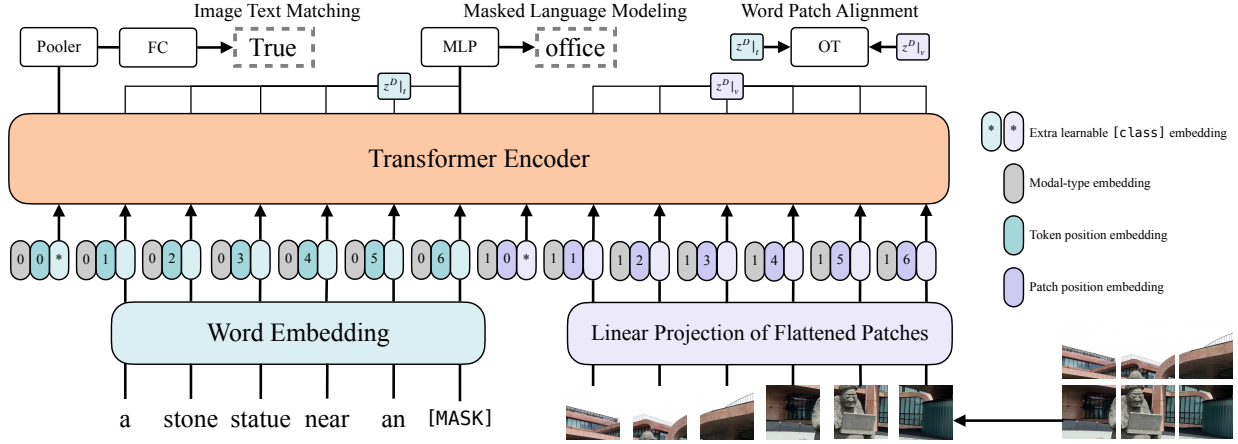 Image Text Matching
Masked Language Modeling
Word Patch Alignment
Pooler
FC
True
MLP
office
z^D|_t
OT
z^D|_v
z^D|_t
z^D|_v
Transformer Encoder
* * Extra learnable [class] embedding
Modal-type embedding
Token position embedding
Patch position embedding
0 0 * 0 1 0 2 0 3 0 4 0 5 0 6 1 0 * 1 1 1 2 1 3 1 4 1 5 1 6
Word Embedding
Linear Projection of Flattened Patches
a stone statue near an [MASK]